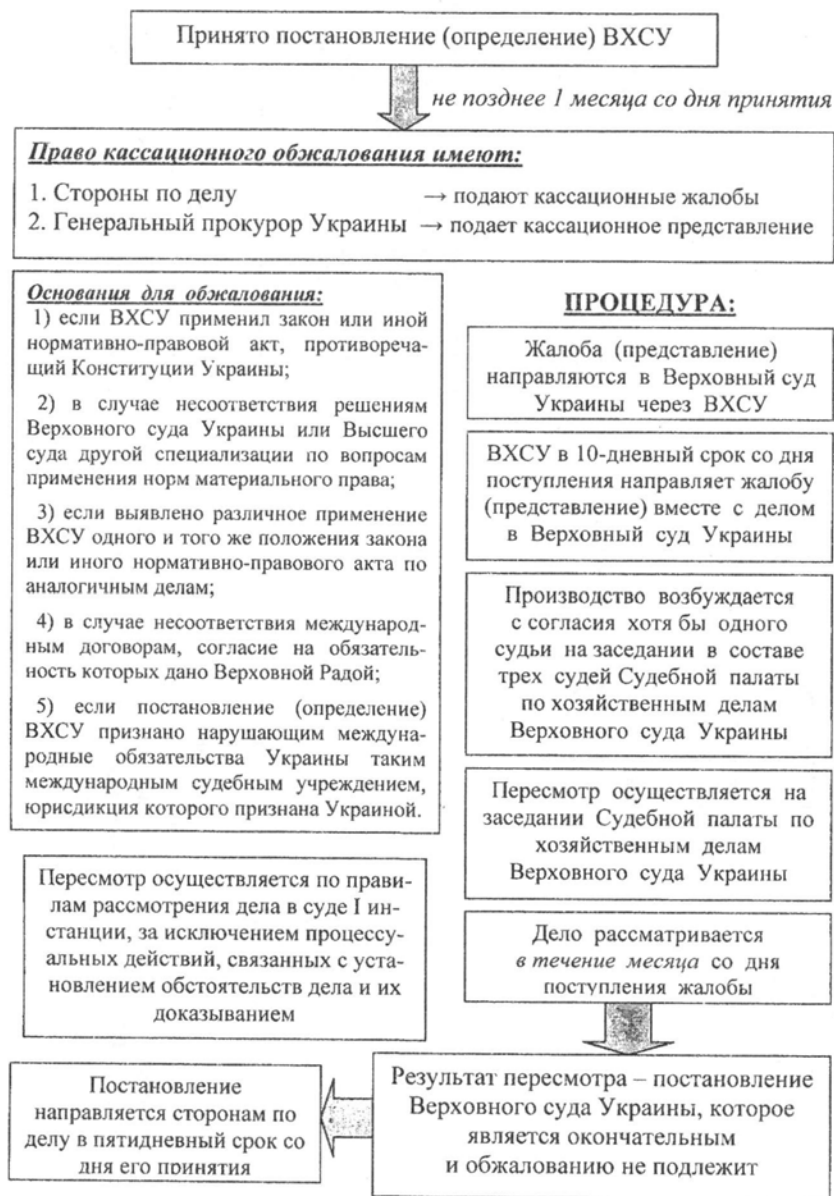 Принято постановление (определение) ВХСУ
не позднее 1 месяца со дня принятия
Право кассационного обжалования имеют:
1. Стороны по делу → подают кассационные жалобы
2. Генеральный прокурор Украины → подает кассационное представление
Основания для обжалования:
1) если ВХСУ применил закон или иной
нормативно-правовой акт, противореча-
щий Конституции Украины;
2) в случае несоответствия решениям
Верховного суда Украины или Высшего
суда другой специализации по вопросам
применения норм материального права;
3) если выявлено различное применение
ВХСУ одного и того же положения закона
или иного нормативно-правового акта по
аналогичным делам;
4) в случае несоответствия международ-
ным договорам, согласие на обязатель-
ность которых дано Верховной Радой;
5) если постановление (определение)
ВХСУ признано нарушающим междуна-
родные обязательства Украины таким
международным судебным учреждением,
юрисдикция которого признана Украиной.
Пересмотр осуществляется по прави-
лам рассмотрения дела в суде I ин-
станции, за исключением процессу-
альных действий, связанных с уста-
новлением обстоятельств дела и их
доказыванием
ПРОЦЕДУРА:
Жалоба (представление)
направляются в Верховный суд
Украины через ВХСУ
ВХСУ в 10-дневный срок со дня
поступления направляет жалобу
(представление) вместе с делом
в Верховный суд Украины
Производство возбуждается
с согласия хотя бы одного
судьи на заседании в составе
трех судей Судебной палаты
по хозяйственным делам
Верховного суда Украины
Пересмотр осуществляется на
заседании Судебной палаты по
хозяйственным делам
Верховного суда Украины
Дело рассматривается
в течение месяца со дня
поступления жалобы
Результат пересмотра – постановление
Верховного суда Украины, которое
является окончательным
и обжалованию не подлежит
Постановление
направляется сторонам по
делу в пятидневный срок со
дня его принятия